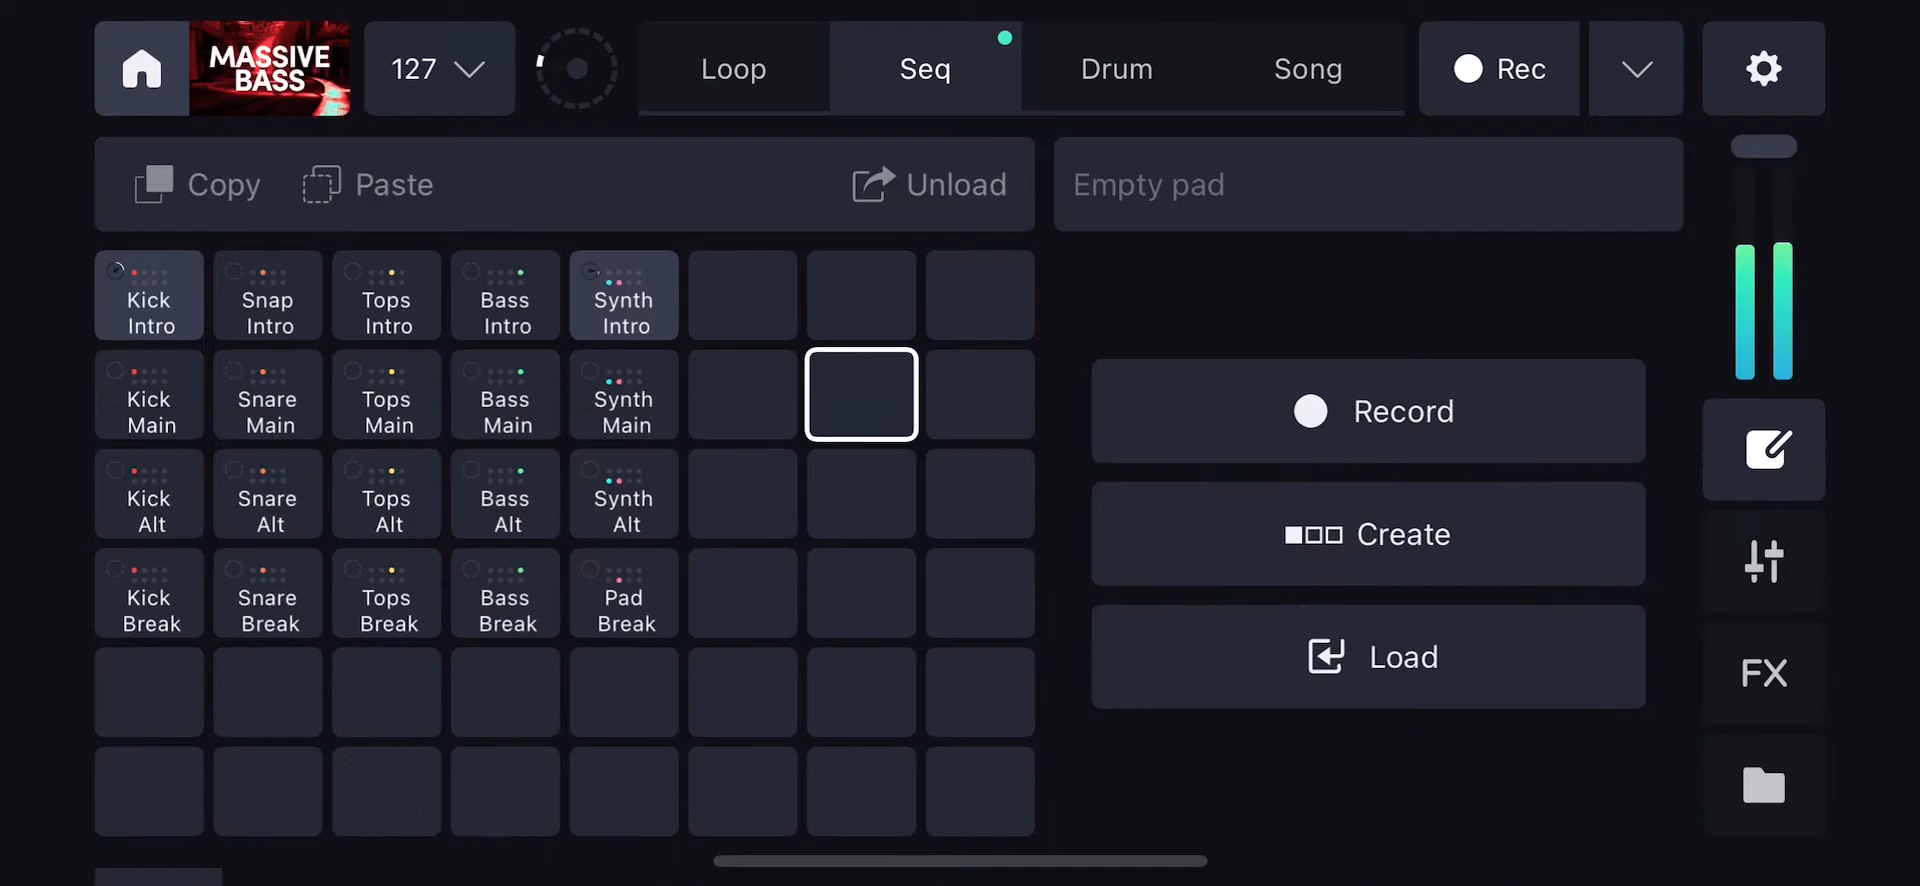 MASSIVE
BASS
127
Loop
Seq
Drum
Song
Rec
Copy
Paste
Unload
Empty pad
Kick
Intro
Snap
Intro
Tops
Intro
Bass
Intro
Synth
Intro
Kick
Main
Snare
Main
Tops
Main
Bass
Main
Synth
Main
Kick
Alt
Snare
Alt
Tops
Alt
Bass
Alt
Synth
Alt
Kick
Break
Snare
Break
Tops
Break
Bass
Break
Pad
Break
Record
Create
Load
FX